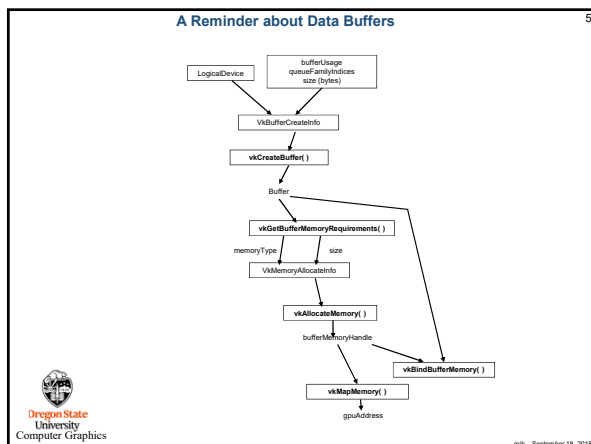 A Reminder about Data Buffers
5
bufferUsage
queueFamilyIndices
size (bytes)
LogicalDevice
VkBufferCreateInfo
vkCreateBuffer( )
Buffer
vkGetBufferMemoryRequirements( )
memoryType
size
VkMemoryAllocateInfo
vkAllocateMemory( )
bufferMemoryHandle
vkBindBufferMemory( )
vkMapMemory( )
gpuAddress
Oregon State
University
Computer Graphics
mjb – September 18, 2018